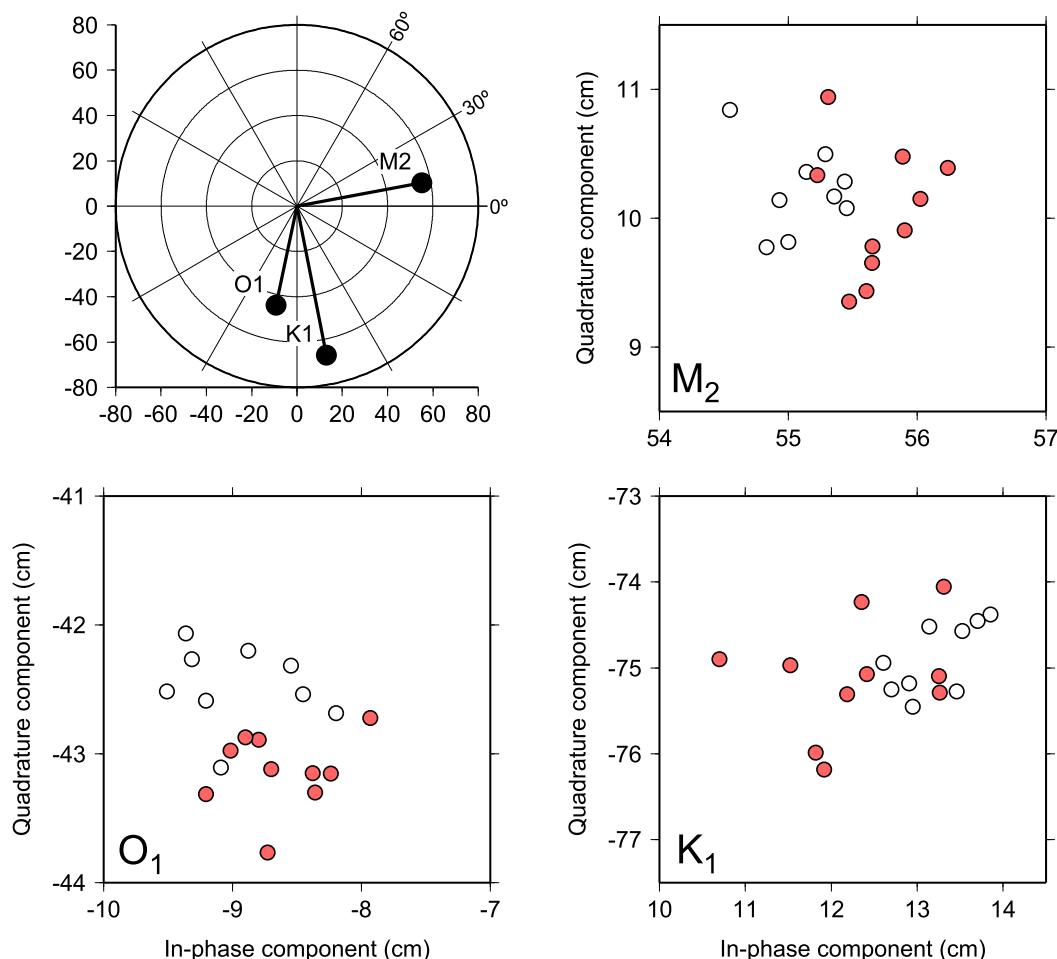 80
60
40
20
0
-20
-40
-60
-80
-80 -60 -40 -20 0 20 40 60 80
60º
30º
0º
M2
O1
K1
Quadrature component (cm)
11
10
9
M2
54 55 56 57
Quadrature component (cm)
-41
-42
-43
-44
O1
-10 -9 -8 -7
In-phase component (cm)
Quadrature component (cm)
-73
-74
-75
-76
-77
K1
10 11 12 13 14
In-phase component (cm)